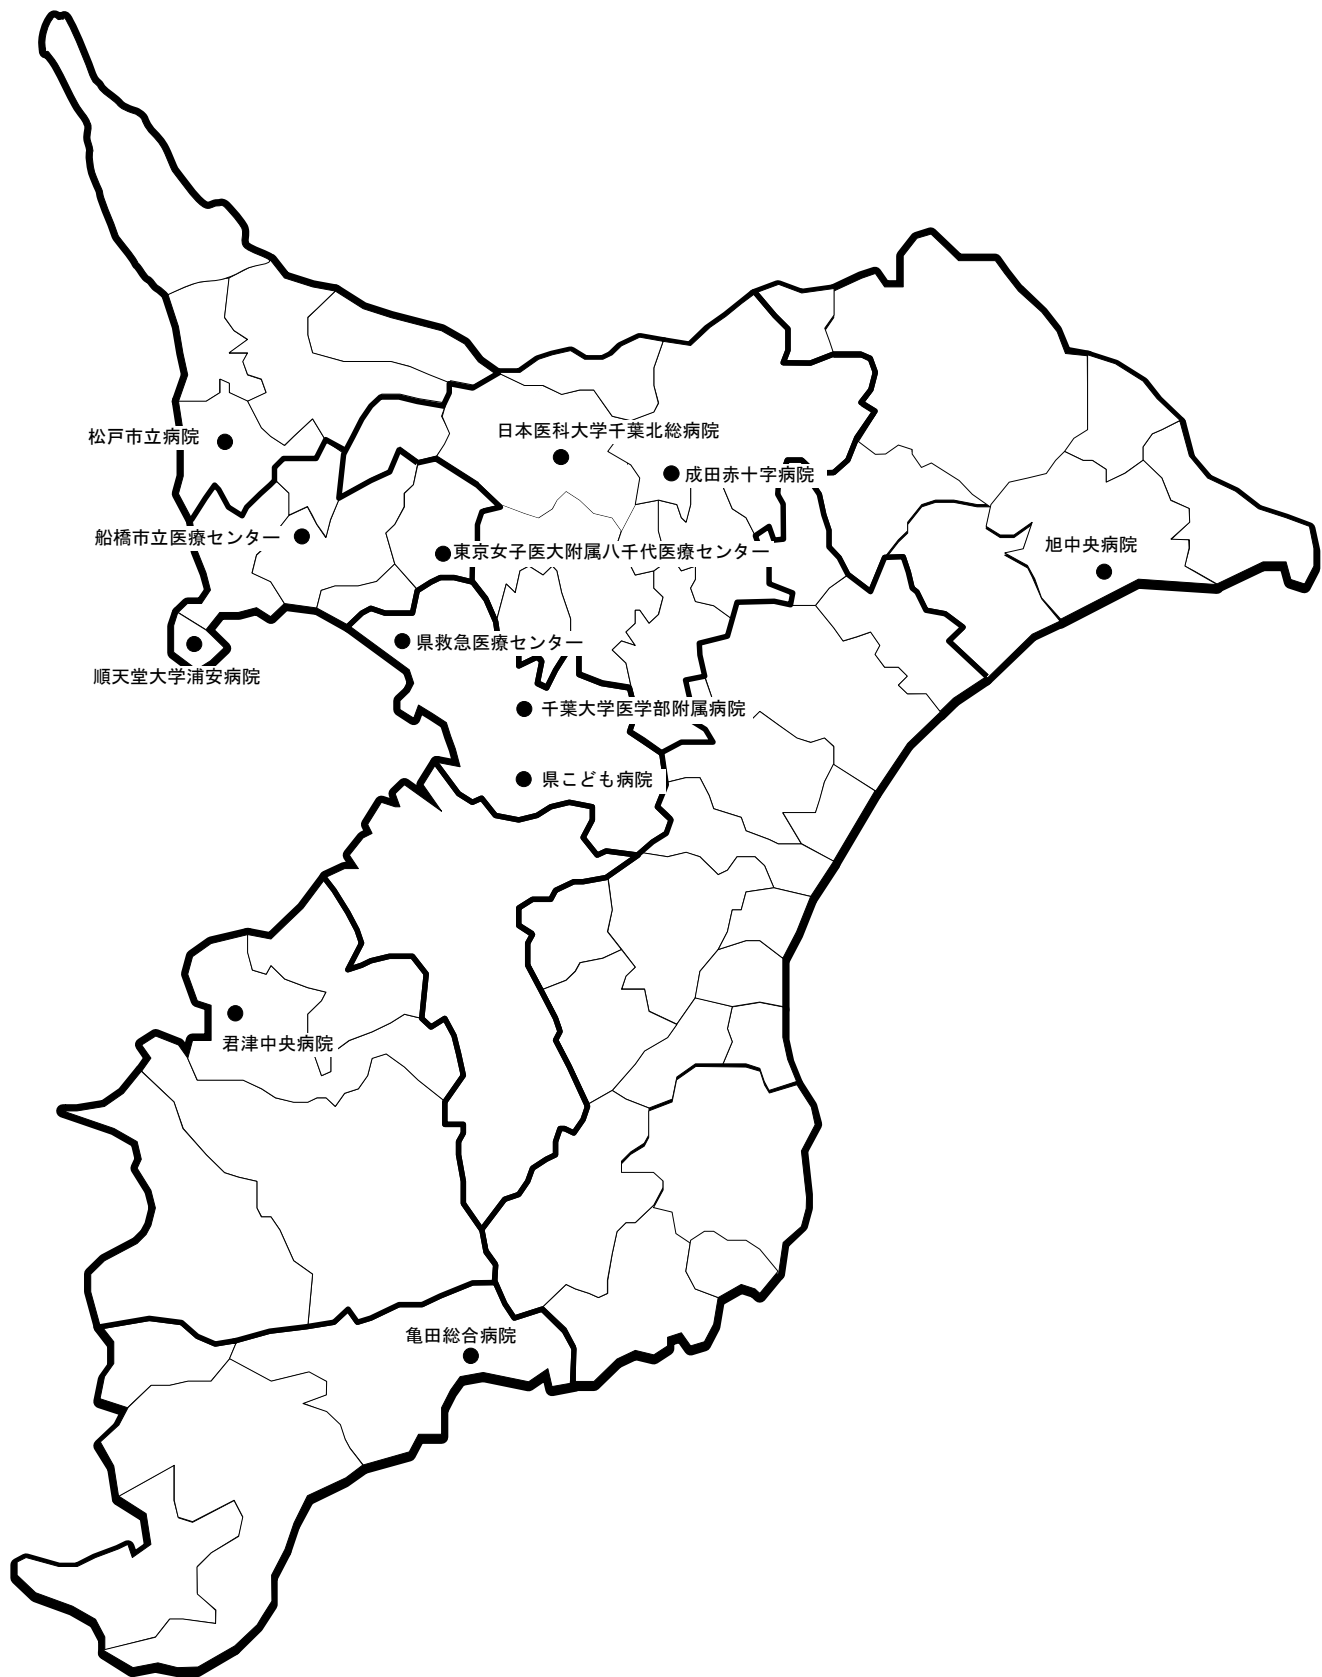 日本医科大学千葉北総病院
松戸市立病院
成田赤十字病院
船橋市立医療センター
東京女子医大附属八千代医療センター
旭中央病院
県救急医療センター
順天堂大学浦安病院
千葉大学医学部附属病院
県こども病院
君津中央病院
亀田総合病院